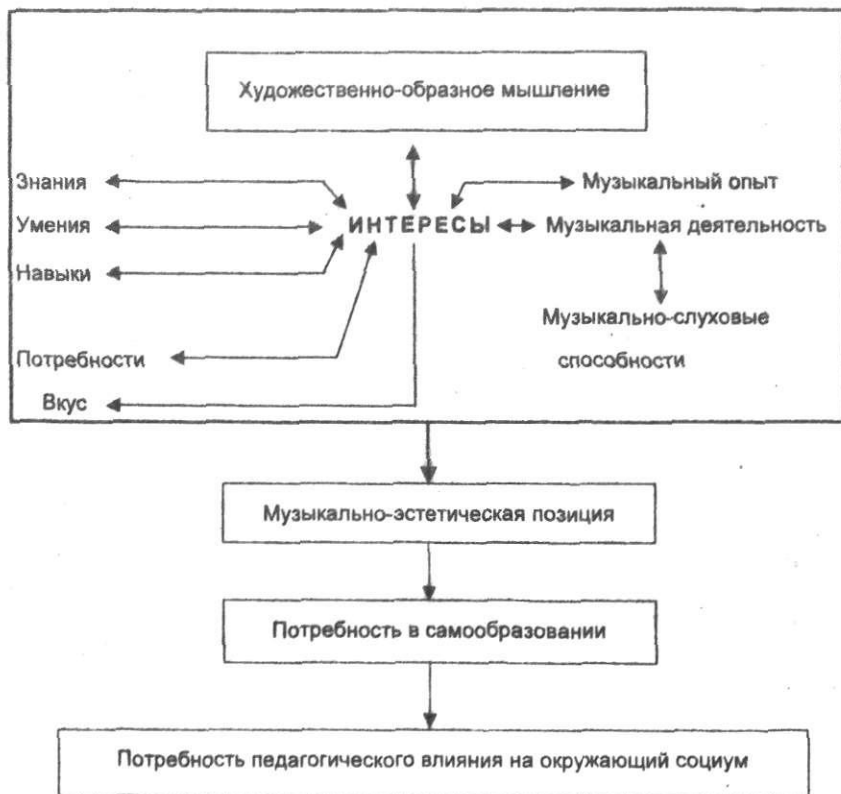 Художественно-образное мышление
Знания
Музыкальный опыт
Умения
ИНТЕРЕСЫ
Музыкальная деятельность
Навыки
Музыкально-слуховые
способности
Потребности
Вкус
Музыкально-эстетическая позиция
Потребность в самообразовании
Потребность педагогического влияния на окружающий социум